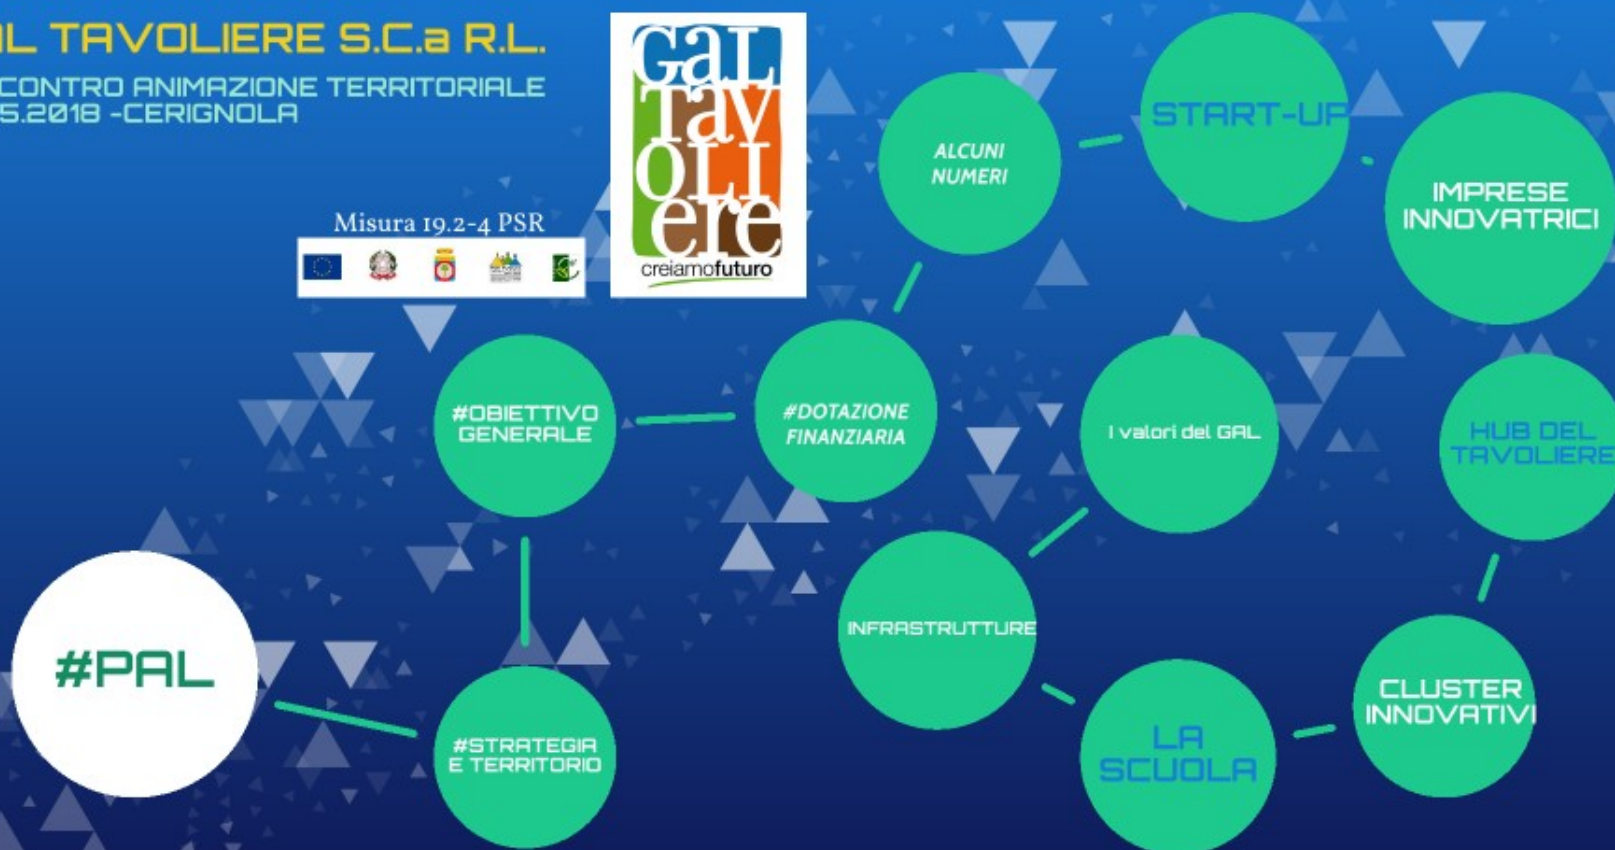 AL TAVOLIERE S.C.a R.L.
CONTRO ANIMAZIONE TERRITORIALE
5.2018 -CERIGNOLA
Misura 19.2-4 PSR
GaL
Tav
OLI
ere
creiamofuturo
#PAL
#STRATEGIA
E TERRITORIO
#OBIETTIVO
GENERALE
#DOTAZIONE
FINANZIARIA
ALCUNI
NUMERI
START-UP
IMPRESE
INNOVATRICI
HUB DEL
TAVOLIERE
CLUSTER
INNOVATIVI
LA
SCUOLA
INFRASTRUTTURE
I valori del GAL